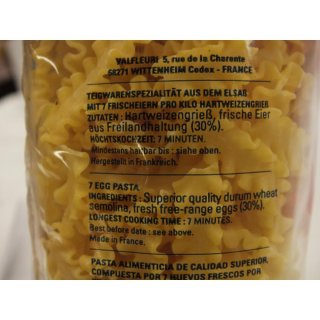 VALFLEURI 5, rue de la Charente
68271 WITTENHEIM Cedex - FRANCE
TEIGWARENSPEZIALITÄT AUS DEM ELSAß
MIT 7 FRISCHEIERN PRO KILO HARTWEIZENGRIEß
ZUTATEN : Hartweizengrieß, frische Eier
aus Freilandhaltung (30%).
HÖCHTSKOCHZEIT: 7 MINUTEN.
Mindestens haltbar bis : siehe oben.
Hergestellt in Frankreich.
7 EGG PASTA.
INGREDIENTS : Superior quality durum wheat
semolina, fresh free-range eggs (30%).
LONGEST COOKING TIME : 7 MINUTES.
Best before date : see above.
Made in France.
PASTA ALIMENTICIA DE CALIDAD SUPERIOR,
COMPUESTA POR 7 HUEVOS FRESCOS POR